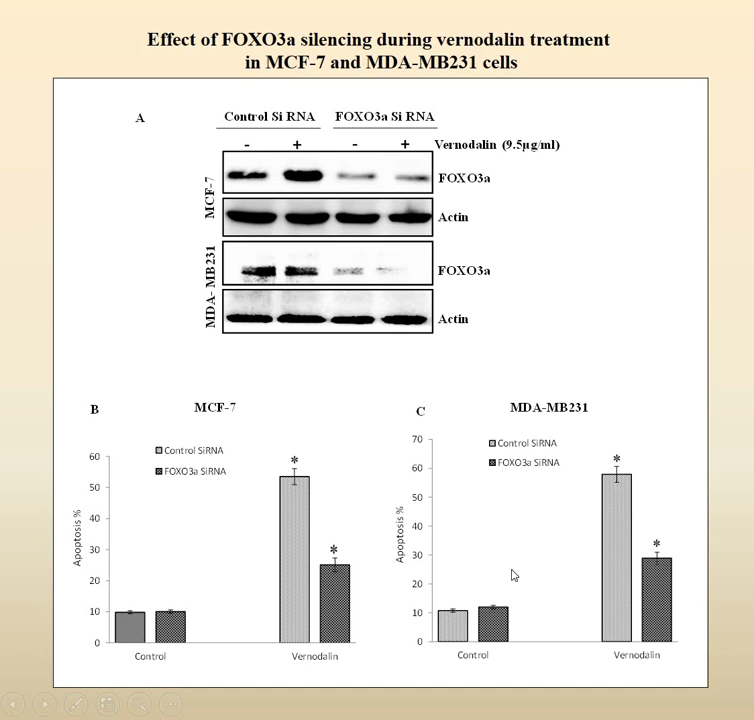 Effect of FOXO3a silencing during vernodalin treatment
in MCF-7 and MDA-MB231 cells
A
Control Si RNA FOXO3a Si RNA
- + - + Vernodalin (9.5µg/ml)
MCF-7
FOXO3a
Actin
MDA- MB231
FOXO3a
Actin
B MCF-7
Control SiRNA
FOXO3a SiRNA
Apoptosis %
60
50
40
30
20
10
0
* *
Control Vernodalin
C MDA-MB231
Control SiRNA
FOXO3a SiRNA
Apoptosis %
70
60
50
40
30
20
10
0
* *
Control Vernodalin